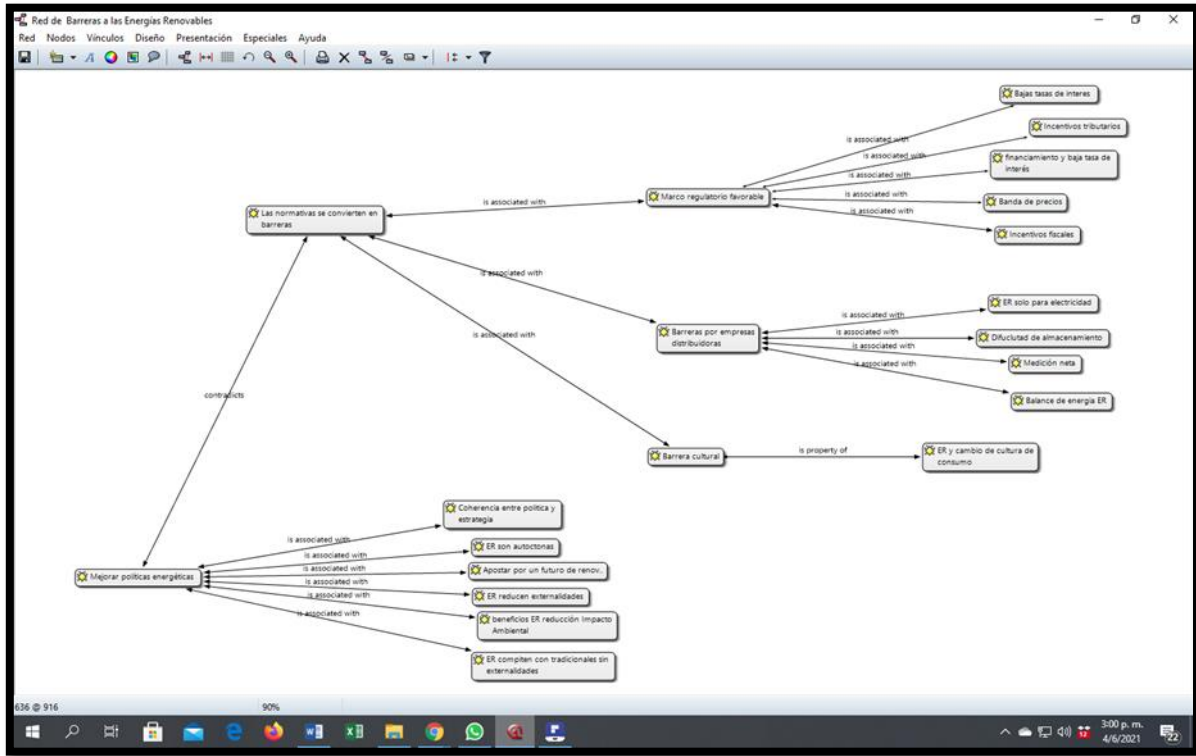 Red de Barreras a las Energías Renovables
Red Nodos Vínculos Diseño Presentación Especiales Ayuda
Bajas tasas de interes
is associated with
Incentivos tributarios
is associated with
financiamiento y baja tasa de
interés
is associated with
Marco regulatorio favorable
is associated with
Banda de precios
is associated with
Incentivos fiscales
Las normativas se convierten en
barreras
is associated with
is associated with
is associated with
contradicts
Barreras por empresas
distribuidoras
is associated with
ER solo para electricidad
is associated with
Difuclutad de almacenamiento
is associated with
Medición neta
is associated with
Balance de energia ER
Barrera cultural
is property of
ER y cambio de cultura de
consumo
Coherencia entre politica y
estrategia
is associated with
ER son autoctonas
is associated with
Mejorar políticas energéticas
is associated with
Apostar por un futuro de renov..
is associated with
ER reducen externalidades
is associated with
beneficios ER reducción Impacto
Ambiental
is associated with
ER compiten con tradicionales sin
externalidades
636 @ 916
90%
3:00 p. m.
4/6/2021
22